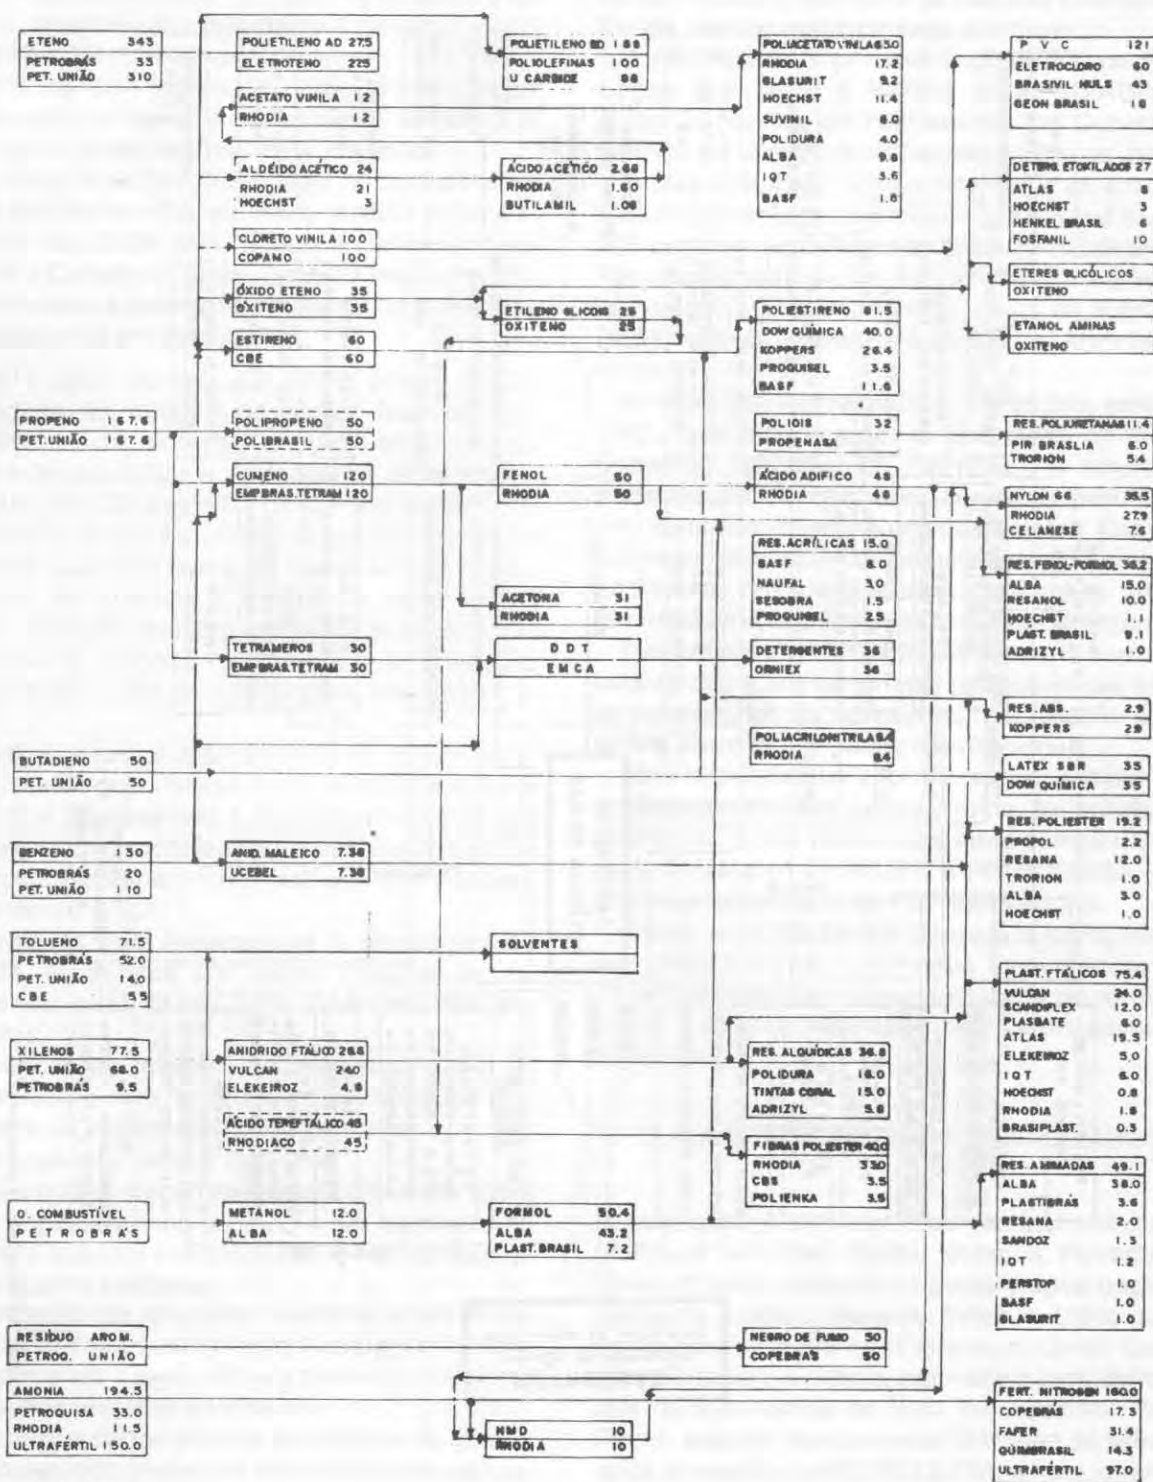 ETENO 343
PETROBRÁS 33
PET. UNIÃO 310
POLIETILENO AD 27.5
ELETROTENO 27.5
POLIETILENO BD 188
POLIOLEFINAS 100
U CARBIDE 88
POLIACETATO VINILA 63.0
RHODIA 17.2
GLASURIT 9.2
HOECHST 11.4
SUVINIL 6.0
POLIDURA 4.0
ALBA 9.8
IQT 3.6
BASF 1.8
P V C 121
ELETROCLORO 60
BRASIVIL HULS 43
GEON BRASIL 18
ACETATO VINILA 12
RHODIA 12
ALDEÍDO ACÉTICO 24
RHODIA 21
HOECHST 3
ÁCIDO ACÉTICO 2.68
RHODIA 1.60
BUTILAMIL 1.08
DETERG. ETOXILADOS 27
ATLAS 8
HOECHST 3
HENKEL BRASIL 6
FOSFANIL 10
CLORETO VINILA 100
COPAMO 100
ÓXIDO ETENO 35
OXITENO 35
ETILENO GLICOIS 25
OXITENO 25
ETERES GLICÓLICOS
OXITENO
ETANOL AMINAS
OXITENO
ESTIRENO 60
CBE 60
POLIESTIRENO 81.5
DOW QUÍMICA 40.0
KOPPERS 26.4
PROQUISEL 3.5
BASF 11.6
PROPENO 167.6
PET. UNIÃO 167.6
POLIPROPENO 50
POLIBRASIL 50
POLIOIS 32
PROPENASA
RES. POLIURETANAS 11.4
PIR BRASLIA 6.0
TRORION 5.4
CUMENO 120
EMP.BRAS.TETRAM 120
FENOL 50
RHODIA 50
ÁCIDO ADIFICO 48
RHODIA 48
NYLON 66 35.5
RHODIA 27.9
CELANESE 7.6
RES. ACRÍLICAS 15.0
BASF 8.0
NAUFAL 3.0
SESOBRA 1.5
PROQUISEL 2.5
RES. FENOL-FORMOL 36.2
ALBA 15.0
RESANOL 10.0
HOECHST 1.1
PLAST. BRASIL 9.1
ADRIZYL 1.0
ACETONA 31
RHODIA 31
TETRAMEROS 30
EMP.BRAS.TETRAM 30
D D T
E M C A
DETERGENTES 36
ORNIEX 36
RES. ABS. 2.9
KOPPERS 2.9
POLIACRILONITRILA 8.4
RHODIA 8.4
BUTADIENO 50
PET. UNIÃO 50
LATEX SBR 35
DOW QUÍMICA 35
BENZENO 130
PETROBRÁS 20
PET. UNIÃO 110
ANID. MALEICO 7.38
UCEBEL 7.38
RES. POLIESTER 19.2
PROPOL 2.2
RESANA 12.0
TRORION 1.0
ALBA 3.0
HOECHST 1.0
TOLUENO 71.5
PETROBRÁS 52.0
PET. UNIÃO 14.0
CBE 5.5
SOLVENTES
PLAST. FTÁLICOS 75.4
VULCAN 24.0
SCANDIFLEX 12.0
PLASBATE 6.0
ATLAS 19.5
ELEKEIROZ 5.0
IQT 6.0
HOECHST 0.8
RHODIA 1.8
BRASIPLAST. 0.3
XILENOS 77.5
PET. UNIÃO 68.0
PETROBRÁS 9.5
ANIDRIDO FTÁLICO 28.8
VULCAN 24.0
ELEKEIROZ 4.8
RES. ALQUÍDICAS 36.8
POLIDURA 16.0
TINTAS CORAL 15.0
ADRIZYL 5.8
ÁCIDO TEREFTÁLICO 45
RHODIACO 45
FIBRAS POLIESTER 40.0
RHODIA 33.0
CBS 3.5
POLIENKA 3.5
RES. AMINADAS 49.1
ALBA 38.0
PLASTIBRÁS 3.6
RESANA 2.0
SANDOZ 1.3
IQT 1.2
PERSTOP 1.0
BASF 1.0
GLASURIT 1.0
O. COMBUSTÍVEL
PETROBRÁS
METANOL 12.0
ALBA 12.0
FORMOL 50.4
ALBA 43.2
PLAST. BRASIL 7.2
RESÍDUO AROM.
PETROQ. UNIÃO
NEGRO DE FUMO 50
COPEBRÁS 50
AMONIA 194.5
PETROQUISA 33.0
RHODIA 11.5
ULTRAFÉRTIL 150.0
HMD 10
RHODIA 10
FERT. NITROGEN 160.0
COPEBRÁS 17.3
FAFER 31.4
QUIMBRASIL 14.3
ULTRAFÉRTIL 97.0